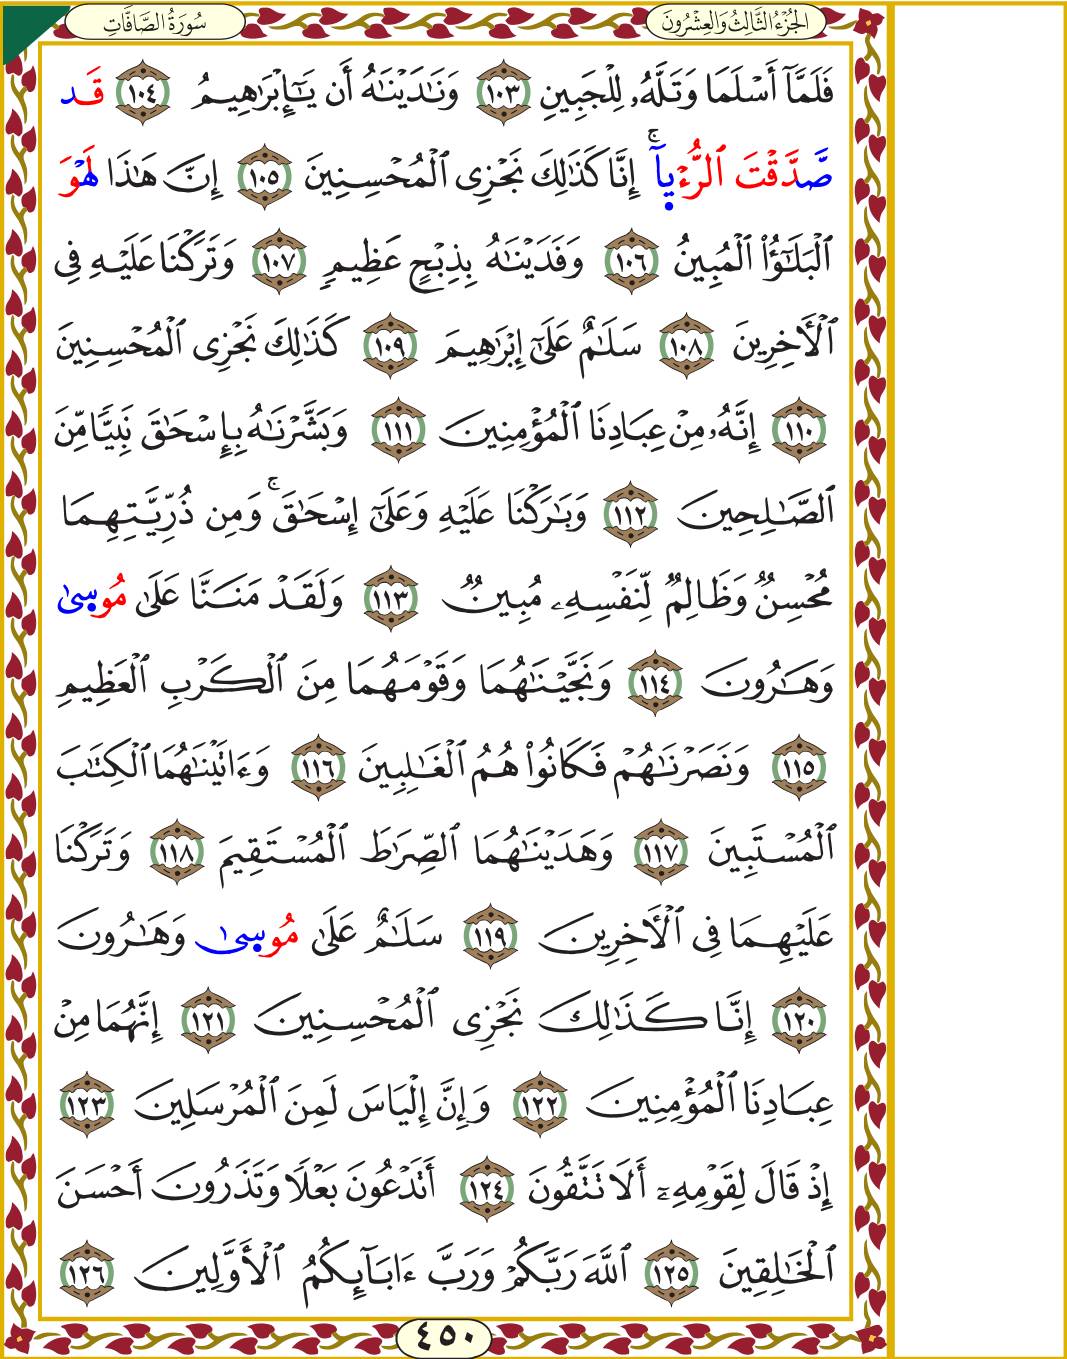 الجُزْءُ الثَّالِثُ وَالعِشْرُونَ
سُورَةُ الصَّافَّاتِ
فَلَمَّآ أَسْلَمَا وَتَلَّهُۥ لِلْجَبِينِ ١٠٣ وَنَٰدَيْنَٰهُ أَن يَٰٓإِبْرَٰهِيمُ ١٠٤ قَد
صَّدَّقْتَ ٱلرُّءْيَآۚ إِنَّا كَذَٰلِكَ نَجْزِى ٱلْمُحْسِنِينَ ١٠٥ إِنَّ هَٰذَا لَهْوَ
ٱلْبَلَٰٓؤُا۟ ٱلْمُبِينُ ١٠٦ وَفَدَيْنَٰهُ بِذِبْحٍ عَظِيمٍ ١٠٧ وَتَرَكْنَا عَلَيْهِ فِى
ٱلْأَخِرِينَ ١٠٨ سَلَٰمٌ عَلَىٰٓ إِبْرَٰهِيمَ ١٠٩ كَذَٰلِكَ نَجْزِى ٱلْمُحْسِنِينَ
١١٠ إِنَّهُۥ مِنْ عِبَادِنَا ٱلْمُؤْمِنِينَ ١١١ وَبَشَّرْنَٰهُ بِإِسْحَٰقَ نَبِيًّا مِّنَ
ٱلصَّٰلِحِينَ ١١٢ وَبَٰرَكْنَا عَلَيْهِ وَعَلَىٰٓ إِسْحَٰقَۚ وَمِن ذُرِّيَّتِهِمَا
مُحْسِنٌ وَظَالِمٌ لِّنَفْسِهِۦ مُبِينٌ ١١٣ وَلَقَدْ مَنَنَّا عَلَىٰ مُوسىٰ
وَهَٰرُونَ ١١٤ وَنَجَّيْنَٰهُمَا وَقَوْمَهُمَا مِنَ ٱلْكَرْبِ ٱلْعَظِيمِ
١١٥ وَنَصَرْنَٰهُمْ فَكَانُوا۟ هُمُ ٱلْغَٰلِبِينَ ١١٦ وَءَاتَيْنَٰهُمَا ٱلْكِتَٰبَ
ٱلْمُسْتَبِينَ ١١٧ وَهَدَيْنَٰهُمَا ٱلصِّرَٰطَ ٱلْمُسْتَقِيمَ ١١٨ وَتَرَكْنَا
عَلَيْهِمَا فِى ٱلْأَخِرِينَ ١١٩ سَلَٰمٌ عَلَىٰ مُوسىٰ وَهَٰرُونَ
١٢٠ إِنَّا كَذَٰلِكَ نَجْزِى ٱلْمُحْسِنِينَ ١٢١ إِنَّهُمَا مِنْ
عِبَادِنَا ٱلْمُؤْمِنِينَ ١٢٢ وَإِنَّ إِلْيَاسَ لَمِنَ ٱلْمُرْسَلِينَ ١٢٣
إِذْ قَالَ لِقَوْمِهِۦٓ أَلَا تَتَّقُونَ ١٢٤ أَتَدْعُونَ بَعْلًا وَتَذَرُونَ أَحْسَنَ
ٱلْخَٰلِقِينَ ١٢٥ ٱللَّهَ رَبَّكُمْ وَرَبَّ ءَابَآئِكُمُ ٱلْأَوَّلِينَ ١٢٦
٤٥٠